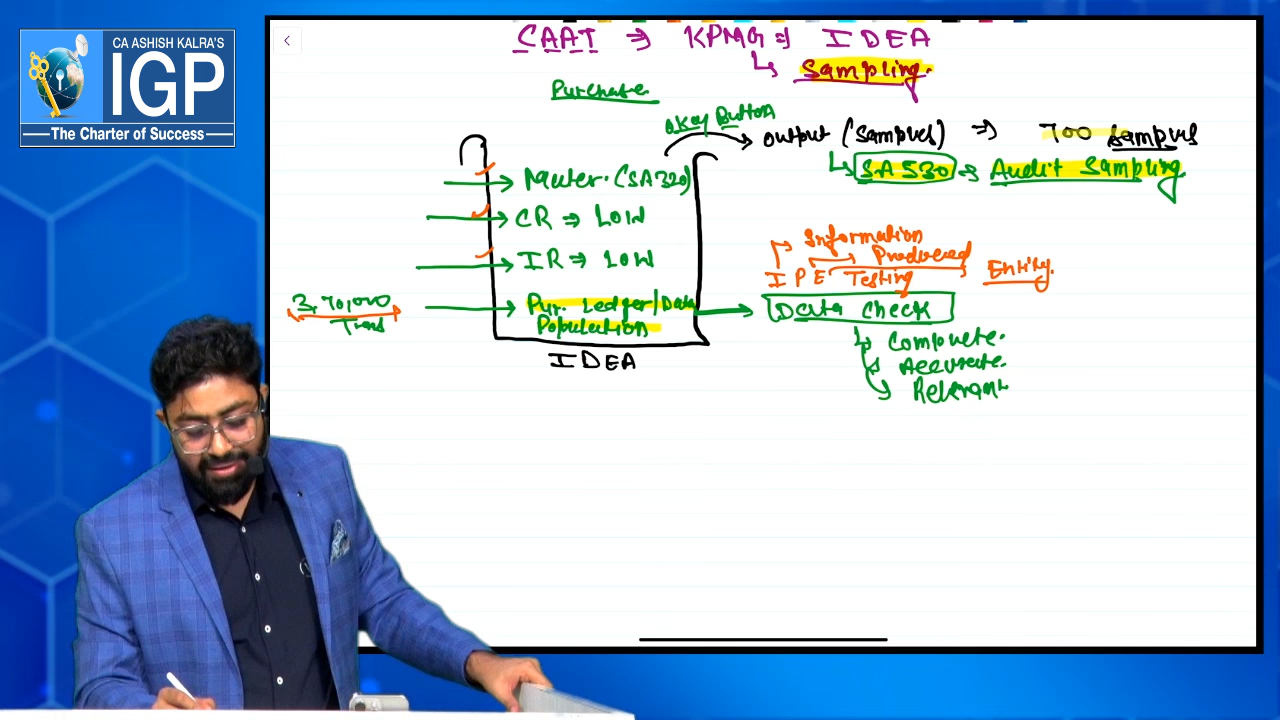 CA ASHISH KALRA'S
IGP
The Charter of Success
CAAT ⇒ KPMG ⇒ IDEA
↳ Sampling.
Purchase
Okay Button
output (Samples) ⇒ 700 samples
↳ SA 530 ⇒ Audit Sampling
Mater. (SA 320)
CR ⇒ LOW
IR ⇒ LOW
Pur. Ledger/Data
Population
IDEA
3,70,000
Trans
Information
Produced
Entity.
IPE Testing
Data Check
↳ Complete.
↳ Accurate.
↳ Relevant